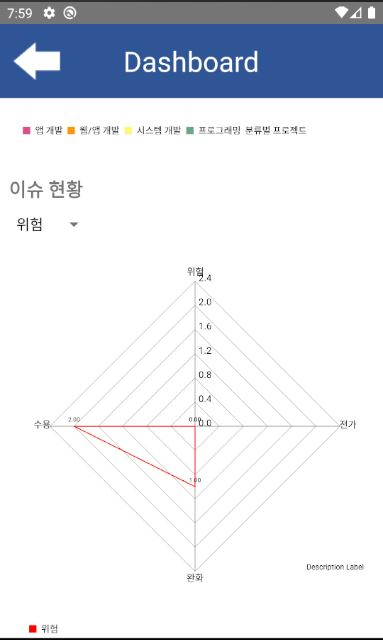 7:59
Dashboard
앱 개발 웹/앱 개발 시스템 개발 프로그래밍 분류별 프로젝트
이슈 현황
위험
위험
2.4
2.0
1.6
1.2
0.8
0.4
수용 2.00 0.00 0.0 전가
1.00
Description Label
완화
위험